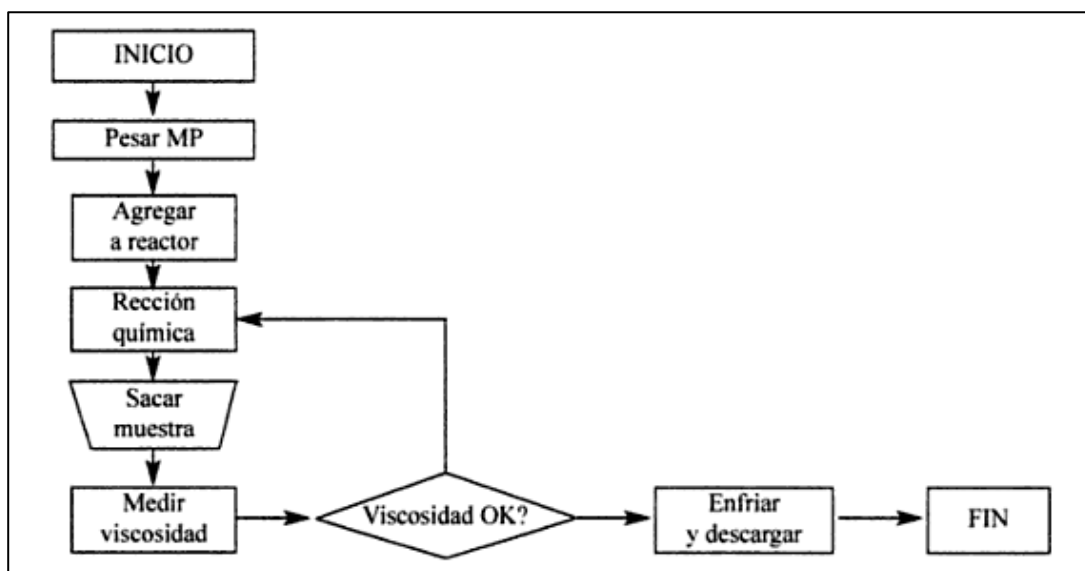 INICIO
Pesar MP
Agregar
a reactor
Rección
química
Sacar
muestra
Medir
viscosidad
Viscosidad OK?
Enfriar
y descargar
FIN